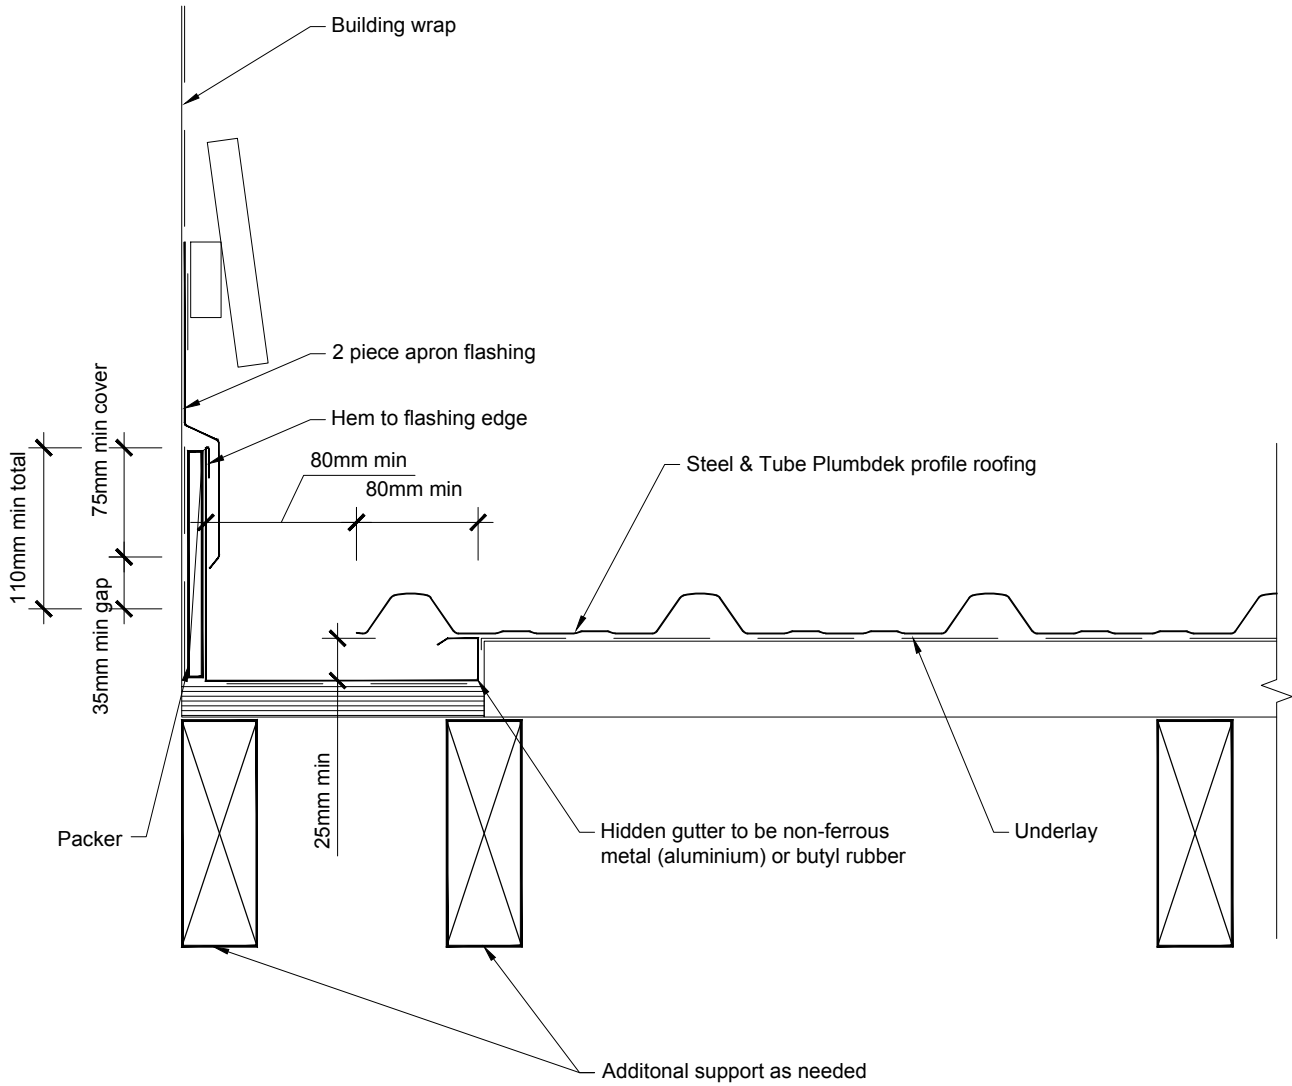 Building wrap
2 piece apron flashing
Hem to flashing edge
80mm min
80mm min
Steel & Tube Plumbdek profile roofing
110mm min total
75mm min cover
35mm min gap
25mm min
Packer
Hidden gutter to be non-ferrous
metal (aluminium) or butyl rubber
Underlay
Additonal support as needed